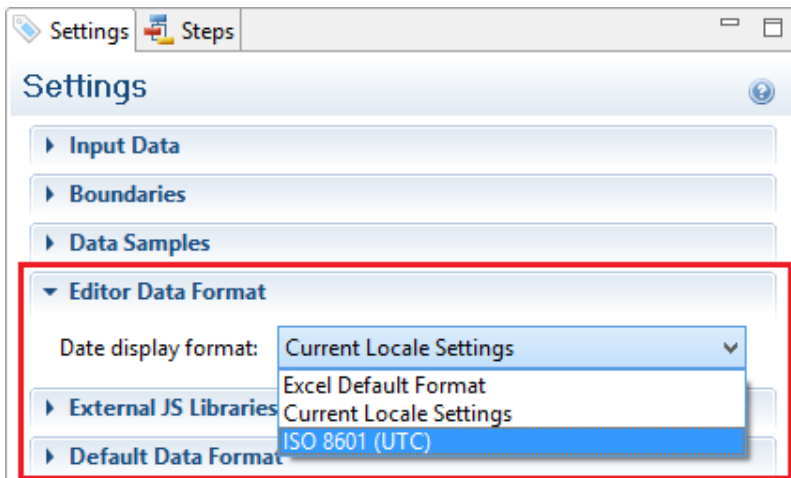 Settings Steps
Settings
Input Data
Boundaries
Data Samples
Editor Data Format
Date display format: Current Locale Settings
Excel Default Format
External JS Libraries Current Locale Settings
ISO 8601 (UTC)
Default Data Format